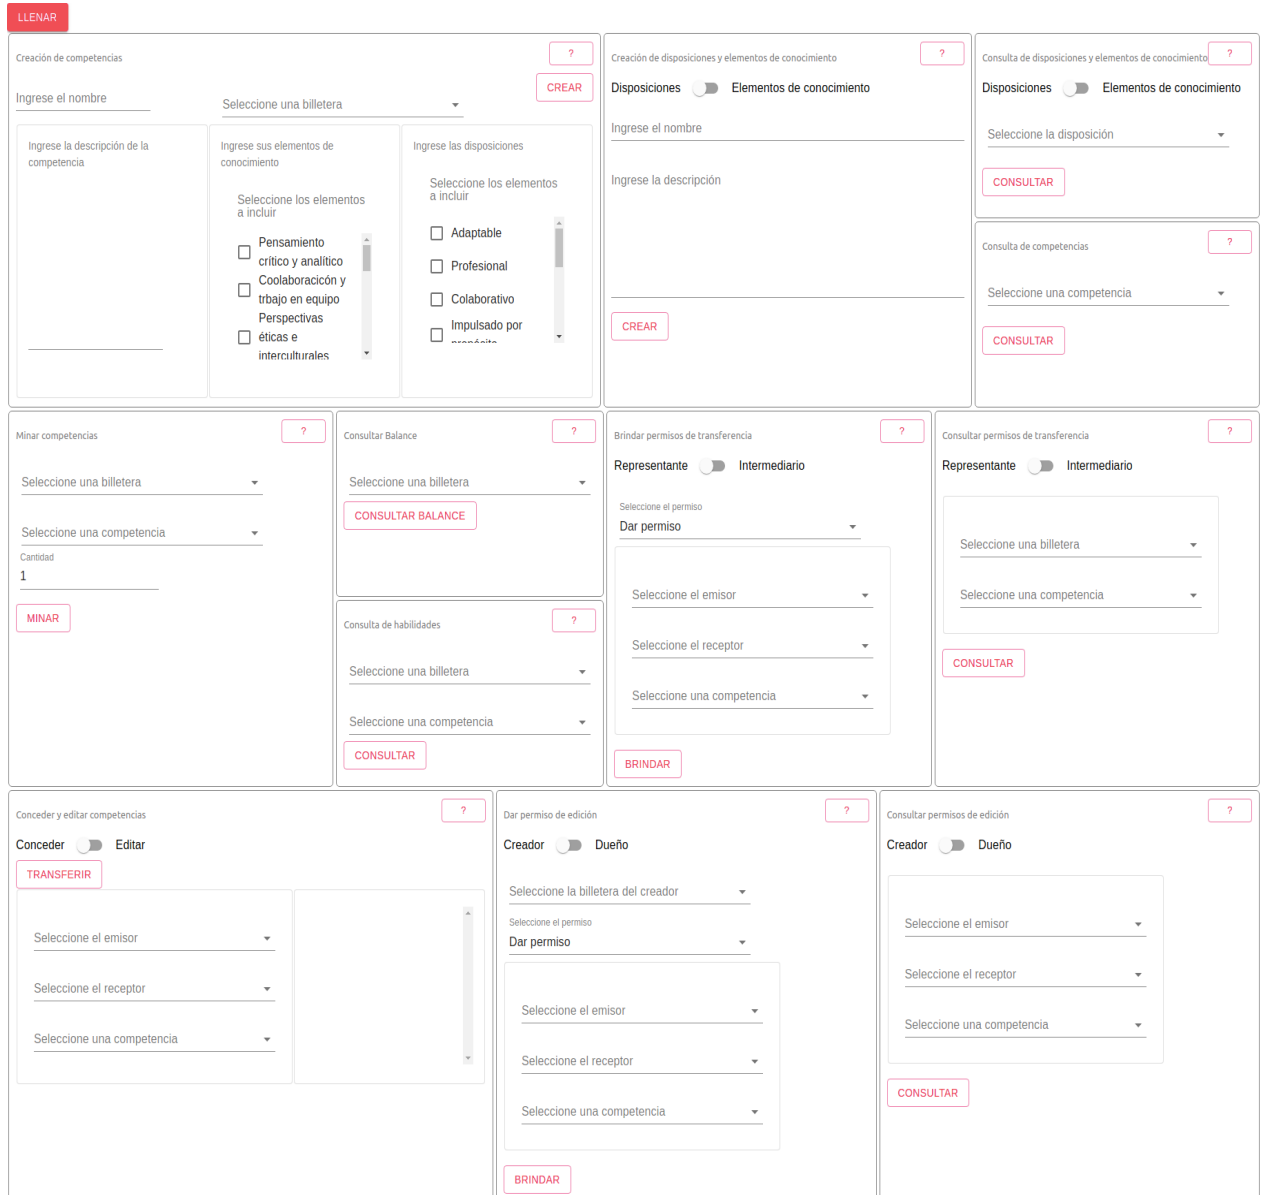 LLENAR
Creación de competencias
?
CREAR
Ingrese el nombre
Seleccione una billetera
Ingrese la descripción de la
competencia
Ingrese sus elementos de
conocimiento
Seleccione los elementos
a incluir
Pensamiento
crítico y analítico
Coolaboracicón y
trbajo en equipo
Perspectivas
éticas e
interculturales
Ingrese las disposiciones
Seleccione los elementos
a incluir
Adaptable
Profesional
Colaborativo
Impulsado por
propósito
Creación de disposiciones y elementos de conocimiento
?
Disposiciones
Elementos de conocimiento
Ingrese el nombre
Ingrese la descripción
CREAR
Consulta de disposiciones y elementos de conocimiento
?
Disposiciones
Elementos de conocimiento
Seleccione la disposición
CONSULTAR
Consulta de competencias
?
Seleccione una competencia
CONSULTAR
Minar competencias
?
Seleccione una billetera
Seleccione una competencia
Cantidad
1
MINAR
Consultar Balance
?
Seleccione una billetera
CONSULTAR BALANCE
Consulta de habilidades
?
Seleccione una billetera
Seleccione una competencia
CONSULTAR
Brindar permisos de transferencia
?
Representante
Intermediario
Seleccione el permiso
Dar permiso
Seleccione el emisor
Seleccione el receptor
Seleccione una competencia
BRINDAR
Consultar permisos de transferencia
?
Representante
Intermediario
Seleccione una billetera
Seleccione una competencia
CONSULTAR
Conceder y editar competencias
?
Conceder
Editar
TRANSFERIR
Seleccione el emisor
Seleccione el receptor
Seleccione una competencia
Dar permiso de edición
?
Creador
Dueño
Seleccione la billetera del creador
Seleccione el permiso
Dar permiso
Seleccione el emisor
Seleccione el receptor
Seleccione una competencia
BRINDAR
Consultar permisos de edición
?
Creador
Dueño
Seleccione el emisor
Seleccione el receptor
Seleccione una competencia
CONSULTAR